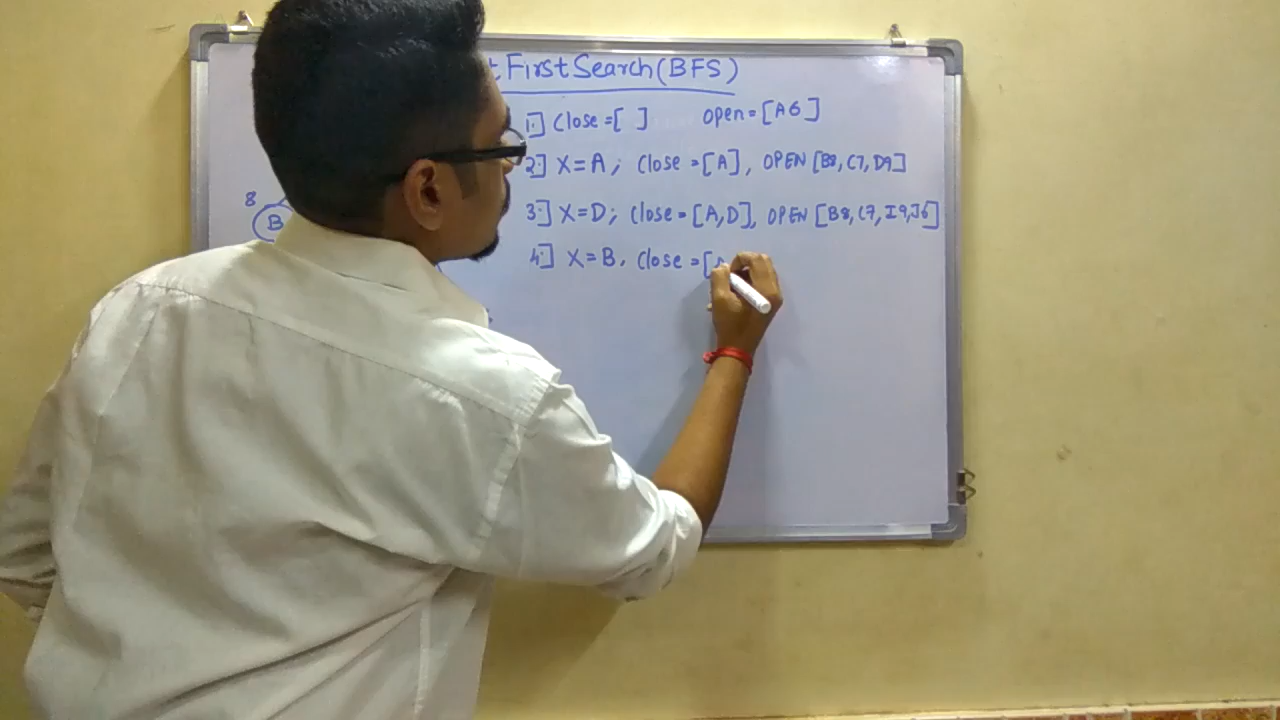 t First Search (BFS)
1.] Close = [ ] Open = [A6]
2.] X = A; Close = [A], OPEN [B8, C7, D9]
3.] X = D; Close = [A, D], OPEN [B8, C7, I9, J6]
4.] X = B, Close = [
8
B